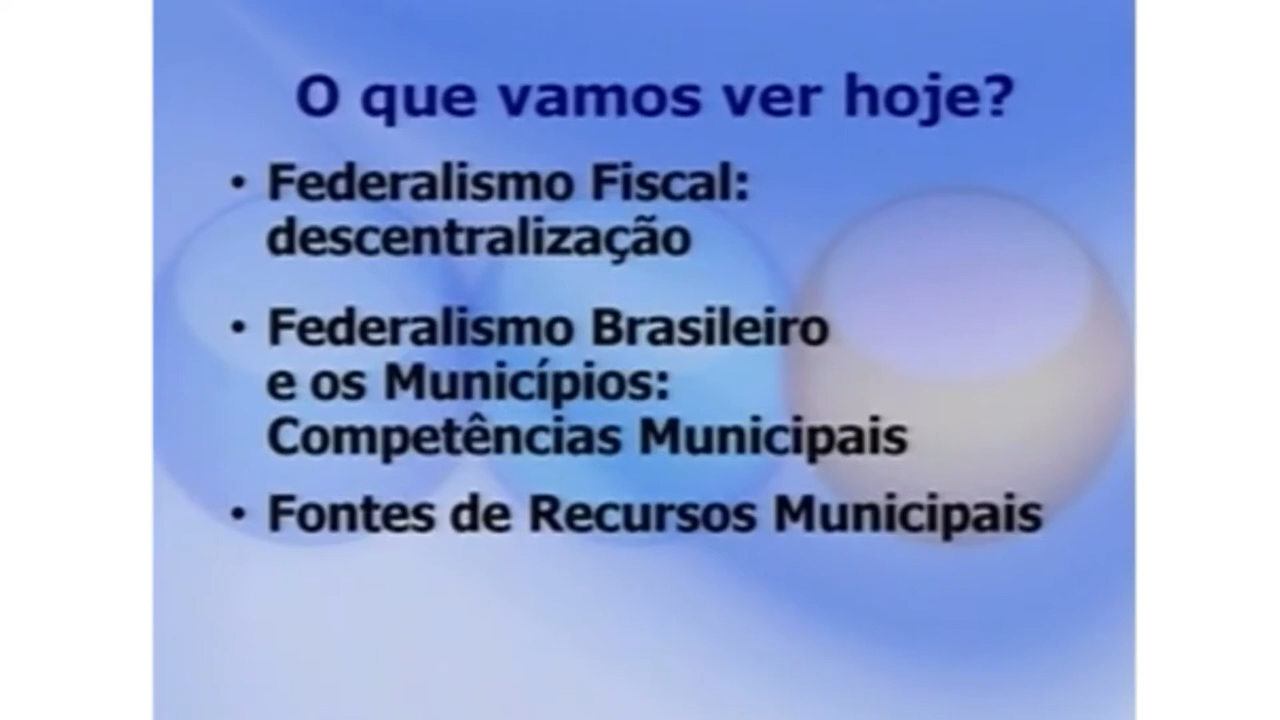 O que vamos ver hoje?
• Federalismo Fiscal:
descentralização
• Federalismo Brasileiro
e os Municípios:
Competências Municipais
• Fontes de Recursos Municipais